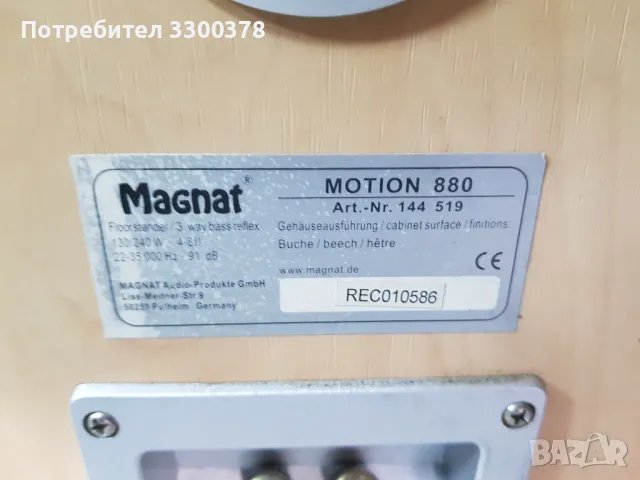 Потребител 3300378
Magnat®
Floorstander / 3 way bass reflex
130/240 W - 4-8 Ω
22-35 000 Hz - 91 dB
MAGNAT Audio-Produkte GmbH
Lise-Meitner-Str 9
50259 Pulheim Germany
MOTION 880
Art.-Nr. 144 519
Gehäuseausführung / cabinet surface / finitions:
Buche / beech / hêtre
www.magnat.de
CE
REC010586
BAZAR